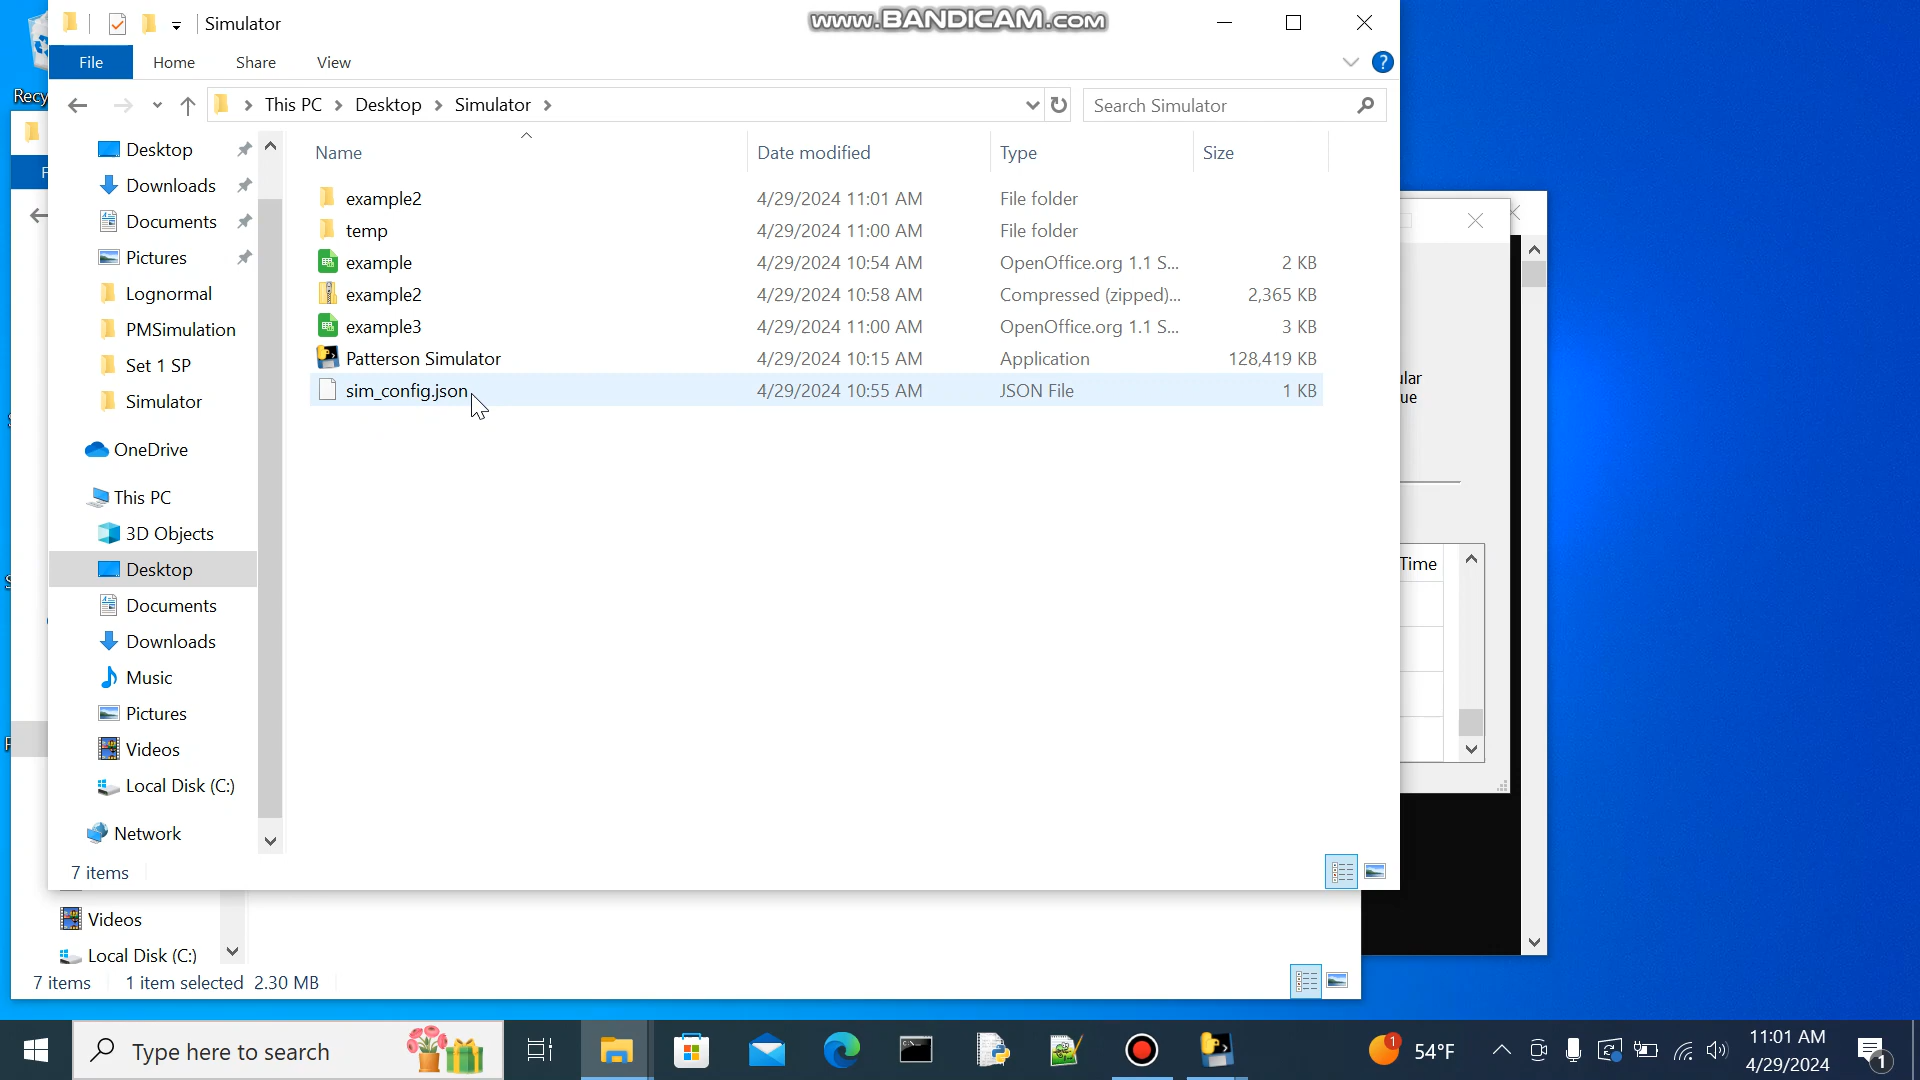 Simulator
www.BANDICAM.com
File
Home
Share
View
?
This PC
Desktop
Simulator
Search Simulator
Desktop
Downloads
Documents
Pictures
Lognormal
PMSimulation
Set 1 SP
Simulator
OneDrive
This PC
3D Objects
Desktop
Documents
Downloads
Music
Pictures
Videos
Local Disk (C:)
Network
Name Date modified Type Size
example2 4/29/2024 11:01 AM File folder
temp 4/29/2024 11:00 AM File folder
example 4/29/2024 10:54 AM OpenOffice.org 1.1 S... 2 KB
example2 4/29/2024 10:58 AM Compressed (zipped)... 2,365 KB
example3 4/29/2024 11:00 AM OpenOffice.org 1.1 S... 3 KB
Patterson Simulator 4/29/2024 10:15 AM Application 128,419 KB
sim_config.json 4/29/2024 10:55 AM JSON File 1 KB
7 items
Recy
F
ular
ue
Time
Videos
Local Disk (C:)
7 items 1 item selected 2.30 MB
Type here to search
1
54°F
11:01 AM
4/29/2024
1